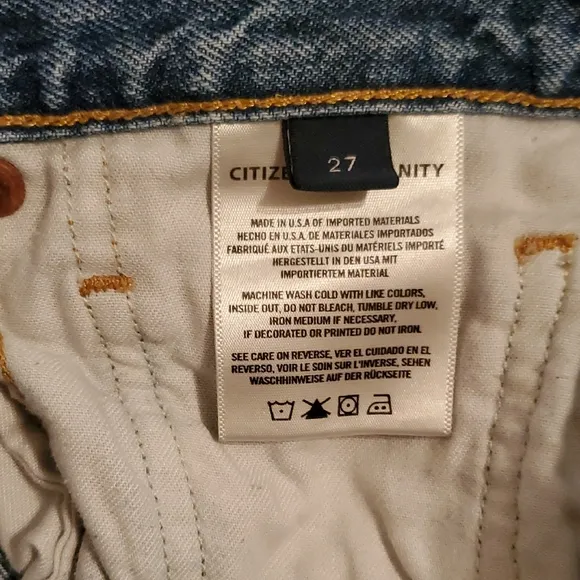 27
CITIZE NITY
MADE IN U.S.A OF IMPORTED MATERIALS
HECHO EN U.S.A. DE MATERIALES IMPORTADOS
FABRIQUÉ AUX ETATS-UNIS DU MATÉRIELS IMPORTÉ
HERGESTELLT IN DEN USA MIT
IMPORTIERTEM MATERIAL
MACHINE WASH COLD WITH LIKE COLORS,
INSIDE OUT, DO NOT BLEACH, TUMBLE DRY LOW,
IRON MEDIUM IF NECESSARY,
IF DECORATED OR PRINTED DO NOT IRON.
SEE CARE ON REVERSE, VER EL CUIDADO EN EL
REVERSO, VOIR LE SOIN SUR L'INVERSE, SEHEN
WASCHHINWEISE AUF DER RÜCKSEITE